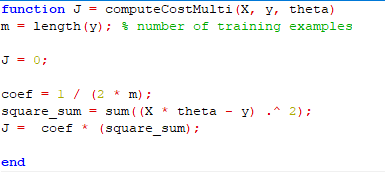 function J = computeCostMulti(X, y, theta)
m = length(y); % number of training examples
J = 0;
coef = 1 / (2 * m);
square_sum = sum((X * theta - y) .^ 2);
J =  coef * (square_sum);
end